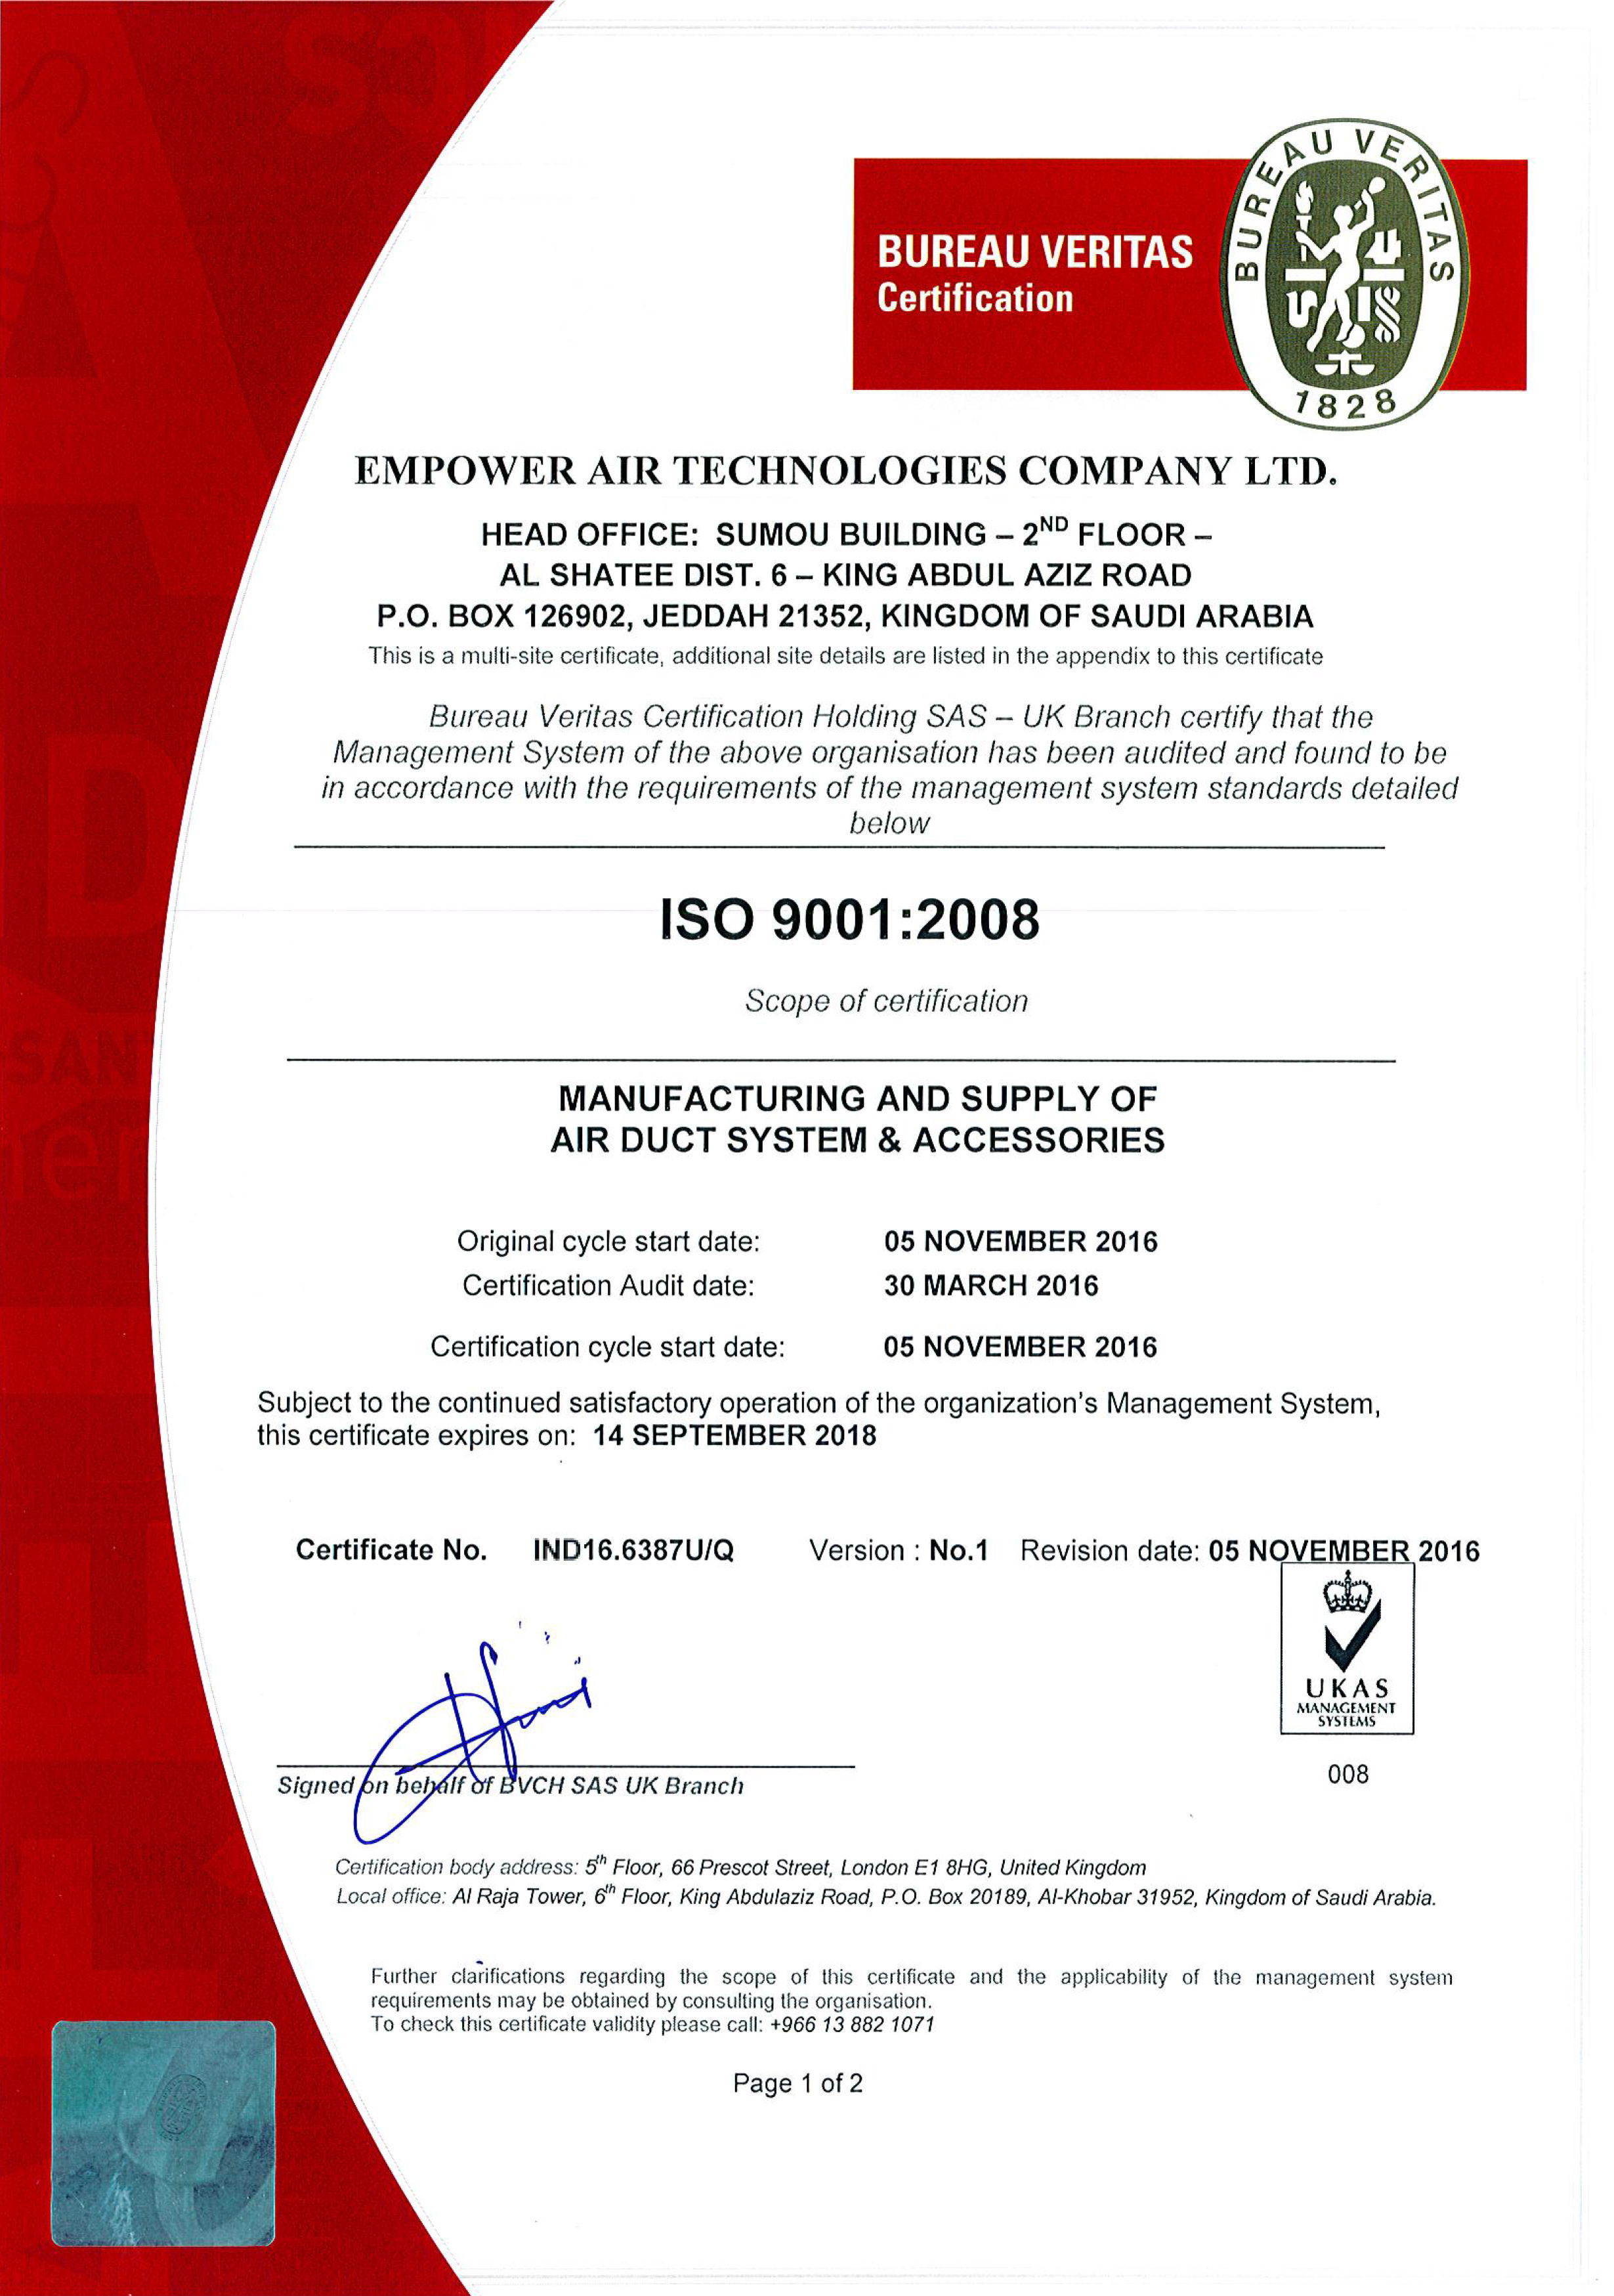 BUREAU VERITAS
Certification
BUREAU VERITAS
1828
EMPOWER AIR TECHNOLOGIES COMPANY LTD.
HEAD OFFICE: SUMOU BUILDING – 2ND FLOOR –
AL SHATEE DIST. 6 – KING ABDUL AZIZ ROAD
P.O. BOX 126902, JEDDAH 21352, KINGDOM OF SAUDI ARABIA
This is a multi-site certificate, additional site details are listed in the appendix to this certificate
Bureau Veritas Certification Holding SAS – UK Branch certify that the
Management System of the above organisation has been audited and found to be
in accordance with the requirements of the management system standards detailed
below
ISO 9001:2008
Scope of certification
MANUFACTURING AND SUPPLY OF
AIR DUCT SYSTEM & ACCESSORIES
Original cycle start date: 05 NOVEMBER 2016
Certification Audit date: 30 MARCH 2016
Certification cycle start date: 05 NOVEMBER 2016
Subject to the continued satisfactory operation of the organization's Management System,
this certificate expires on: 14 SEPTEMBER 2018
Certificate No. IND16.6387U/Q Version : No.1 Revision date: 05 NOVEMBER 2016
UKAS
MANAGEMENT
SYSTEMS
008
Signed on behalf of BVCH SAS UK Branch
Certification body address: 5th Floor, 66 Prescot Street, London E1 8HG, United Kingdom
Local office: Al Raja Tower, 6th Floor, King Abdulaziz Road, P.O. Box 20189, Al-Khobar 31952, Kingdom of Saudi Arabia.
Further clarifications regarding the scope of this certificate and the applicability of the management system
requirements may be obtained by consulting the organisation.
To check this certificate validity please call: +966 13 882 1071
Page 1 of 2